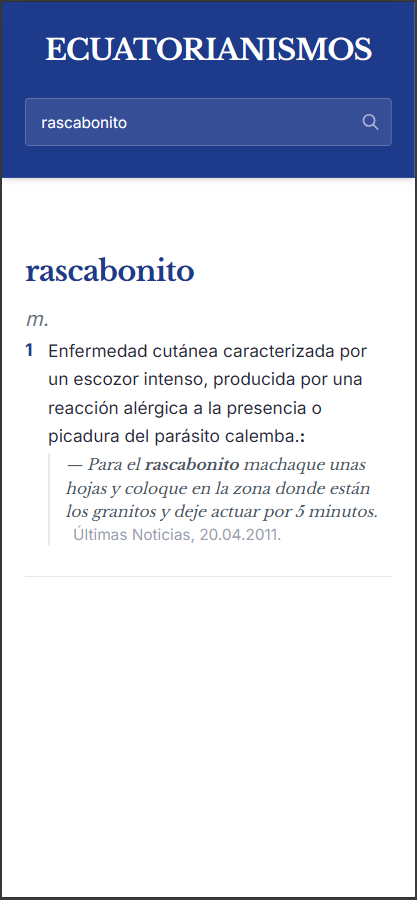 ECUATORIANISMOS
rascabonito
rascabonito
m.
1 Enfermedad cutánea caracterizada por
un escozor intenso, producida por una
reacción alérgica a la presencia o
picadura del parásito calemba.:
— Para el rascabonito machaque unas
hojas y coloque en la zona donde están
los granitos y deje actuar por 5 minutos.
Últimas Noticias, 20.04.2011.